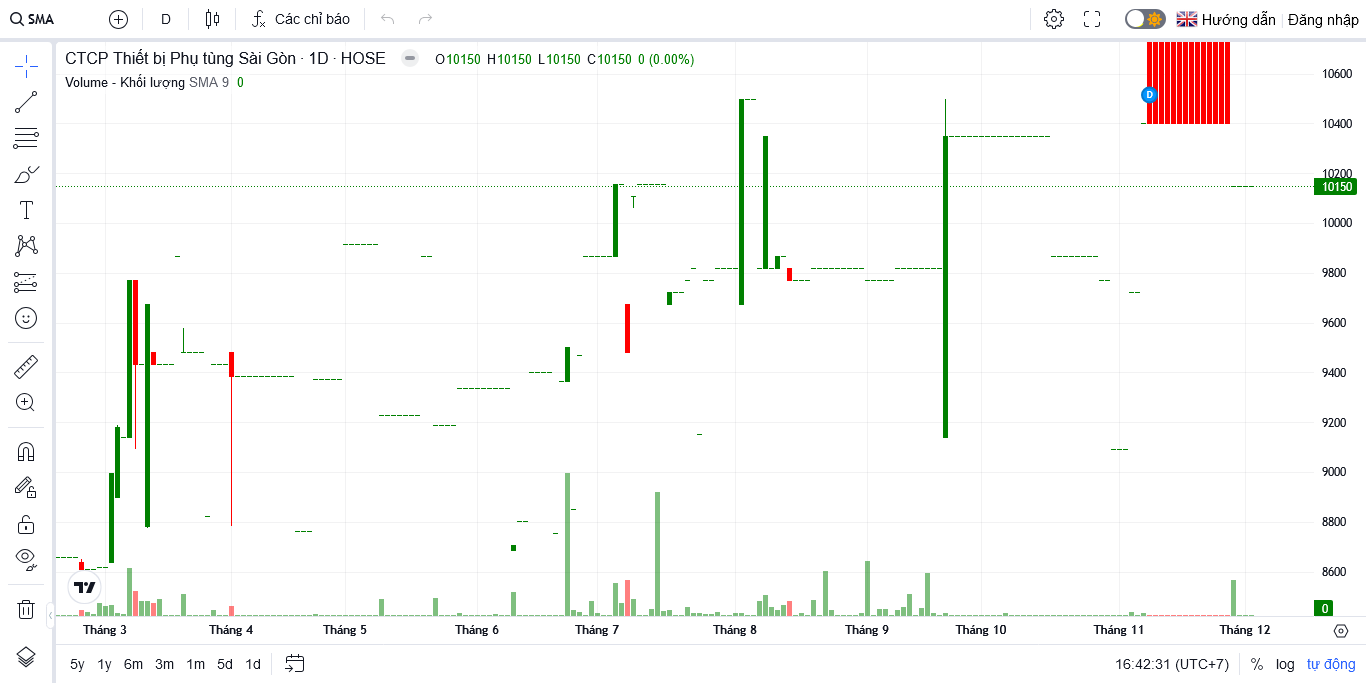 SMA D Các chỉ báo Hướng dẫn Đăng nhập
CTCP Thiết bị Phụ tùng Sài Gòn · 1D · HOSE O10150 H10150 L10150 C10150 0 (0.00%)
Volume - Khối lượng SMA 9 0
D
10600
10400
10200
10150
10000
9800
9600
9400
9200
9000
8800
8600
0
Tháng 3 Tháng 4 Tháng 5 Tháng 6 Tháng 7 Tháng 8 Tháng 9 Tháng 10 Tháng 11 Tháng 12
5y 1y 6m 3m 1m 5d 1d 16:42:31 (UTC+7) % log tự động